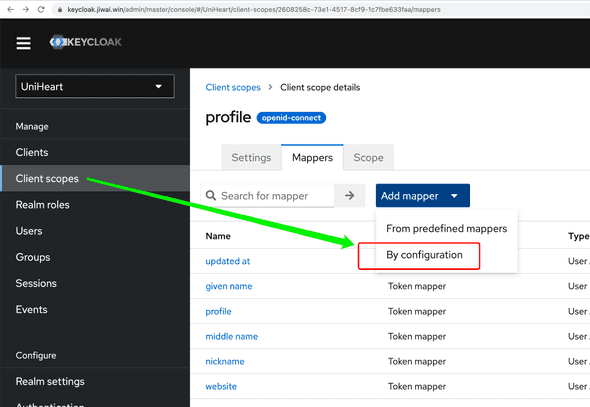 keycloak.jiwai.win/admin/master/console/#/UniHeart/client-scopes/2608258c-73e1-4517-8cf9-1c7fbe633faa/mappers
KEYCLOAK
UniHeart
Manage
Clients
Client scopes
Realm roles
Users
Groups
Sessions
Events
Configure
Realm settings
Authentication
Client scopes > Client scope details
profile openid-connect
Settings Mappers Scope
Search for mapper Add mapper
From predefined mappers
By configuration
Name Type
updated at User
given name Token mapper User
profile Token mapper User
middle name Token mapper User
nickname Token mapper User
website Token mapper User